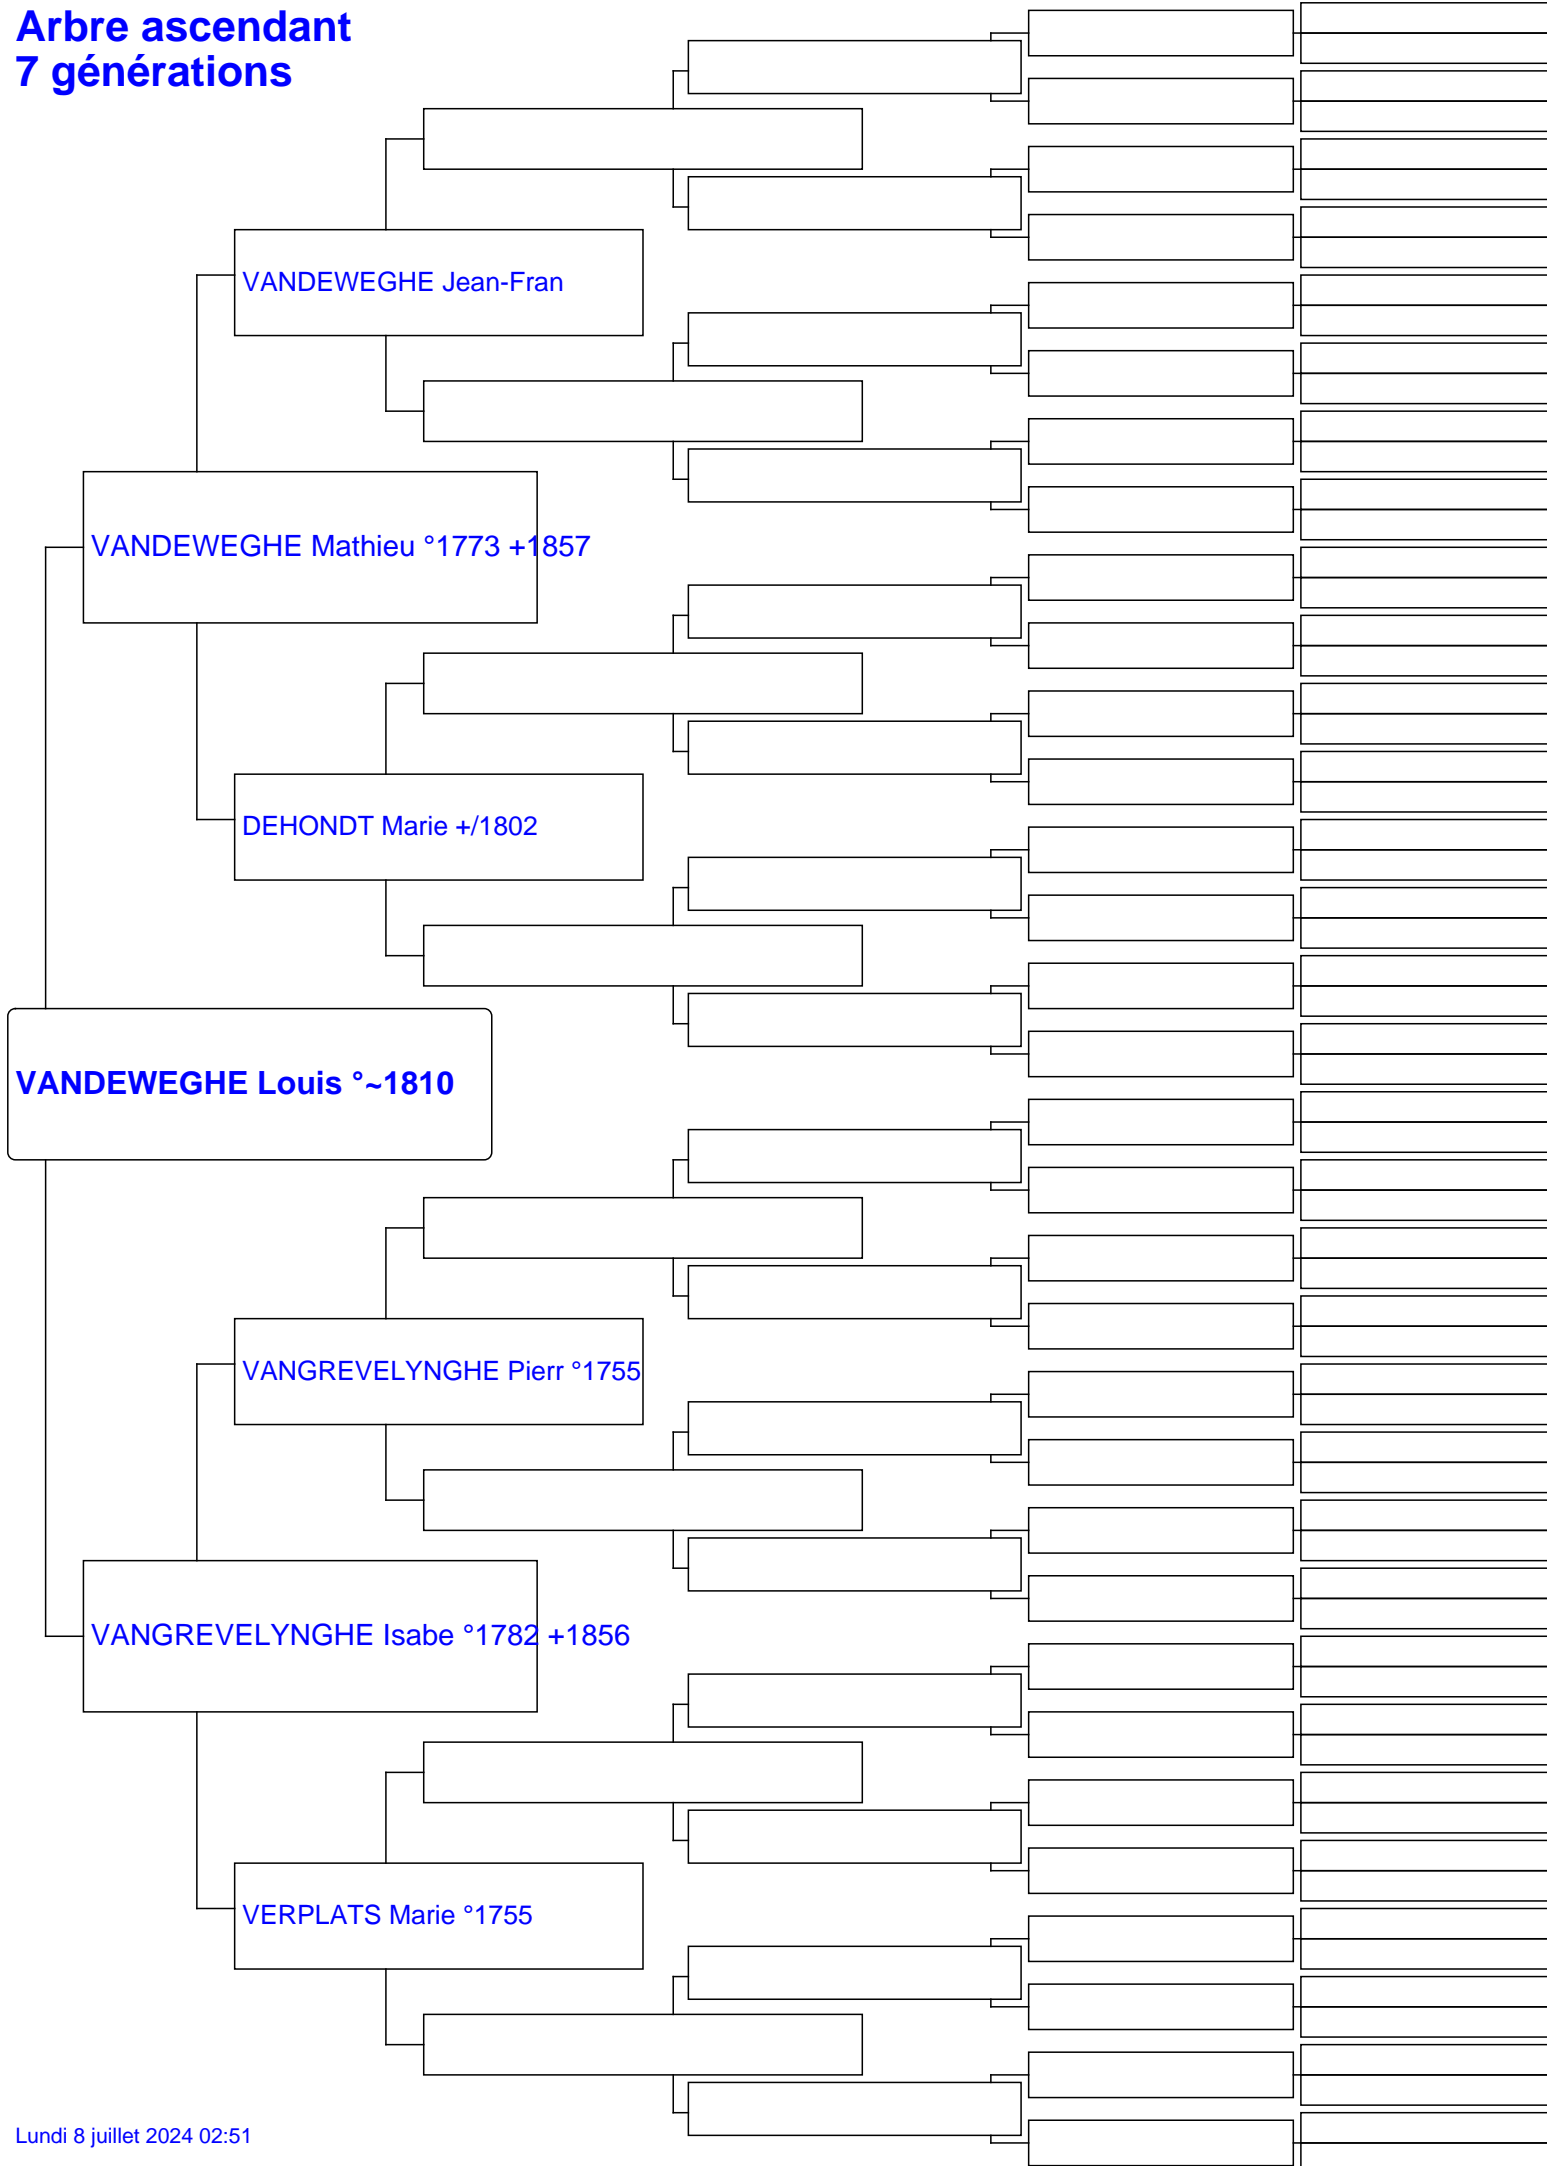 Arbre ascendant
7 générations
VANDEWEGHE Jean-Fran
VANDEWEGHE Mathieu °1773 +1857
DEHONDT Marie +/1802
VANDEWEGHE Louis °~1810
VANGREVELYNGHE Pierr °1755
VANGREVELYNGHE Isabe °1782 +1856
VERPLATS Marie °1755
Lundi 8 juillet 2024 02:51